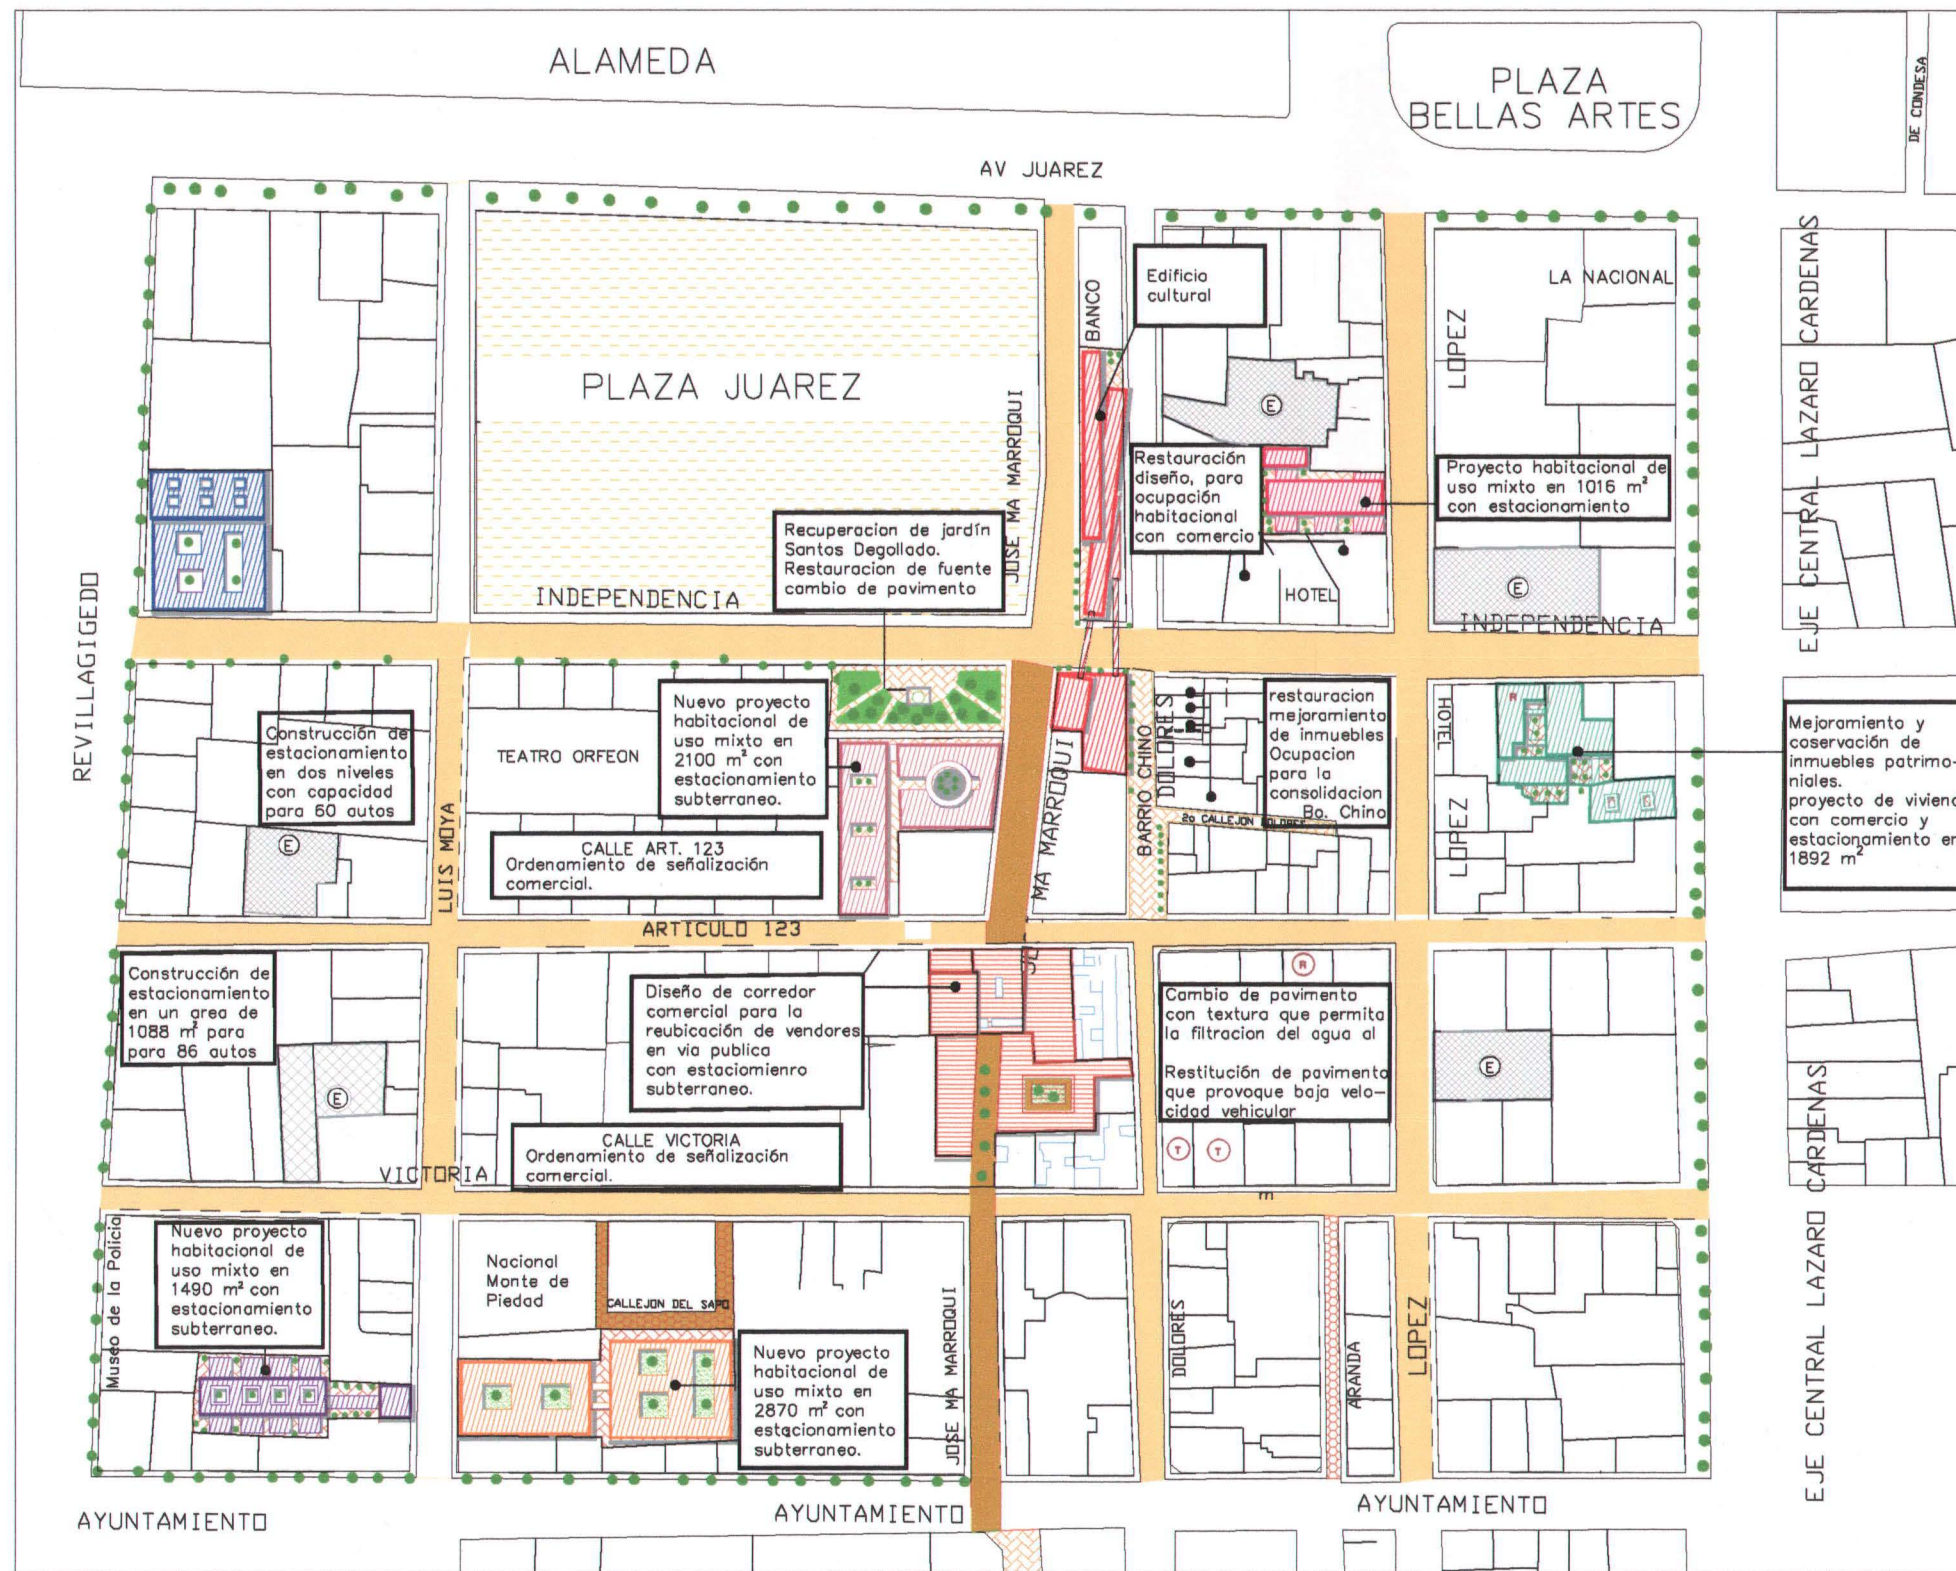 ALAMEDA
PLAZA
BELLAS ARTES
DE CONDESA
AV JUAREZ
BANCO
Edificio
cultural
LA NACIONAL
LOPEZ
EJE CENTRAL LAZARO CARDENAS
PLAZA JUAREZ
JOSE MA MARROQUI
E
Restauración
diseño, para
ocupación
habitacional
con comercio
Proyecto habitacional de
uso mixto en 1016 m²
con estacionamiento
Recuperacion de jardín
Santos Degollado.
Restauracion de fuente
cambio de pavimento
HOTEL
E
INDEPENDENCIA
INDEPENDENCIA
REVILLAGIGEDO
Construcción de
estacionamiento
en dos niveles
con capacidad
para 60 autos
E
LUIS MOYA
TEATRO ORFEON
Nuevo proyecto
habitacional de
uso mixto en
2100 m² con
estacionamiento
subterraneo.
CALLE ART. 123
Ordenamiento de señalización
comercial.
MA MARROQUI
BARRIO CHINO
DOLORES
restauracion
mejoramiento
de inmuebles
Ocupacion
para la
consolidacion
Bo. Chino
2o CALLEJON DOLORES
HOTEL
LOPEZ
R
Mejoramiento y
coservación de
inmuebles patrimo-
niales.
proyecto de viviend
con comercio y
estacionamiento en
1892 m²
ARTICULO 123
Construcción de
estacionamiento
en un area de
1088 m² para
para 86 autos
E
Diseño de corredor
comercial para la
reubicación de vendores
en via publica
con estaciomienro
subterraneo.
R
Cambio de pavimento
con textura que permita
la filtracion del agua al
Restitución de pavimento
que provoque baja velo-
cidad vehicular
T
T
E
CALLE VICTORIA
Ordenamiento de señalización
comercial.
VICTORIA
m
EJE CENTRAL LAZARO CARDENAS
Museo de la Policia
Nuevo proyecto
habitacional de
uso mixto en
1490 m² con
estacionamiento
subterraneo.
Nacional
Monte de
Piedad
CALLEJON DEL SAPO
Nuevo proyecto
habitacional de
uso mixto en
2870 m² con
estacionamiento
subterraneo.
JOSE MA MARROQUI
DOLORES
ARANDA
LOPEZ
AYUNTAMIENTO
AYUNTAMIENTO
AYUNTAMIENTO